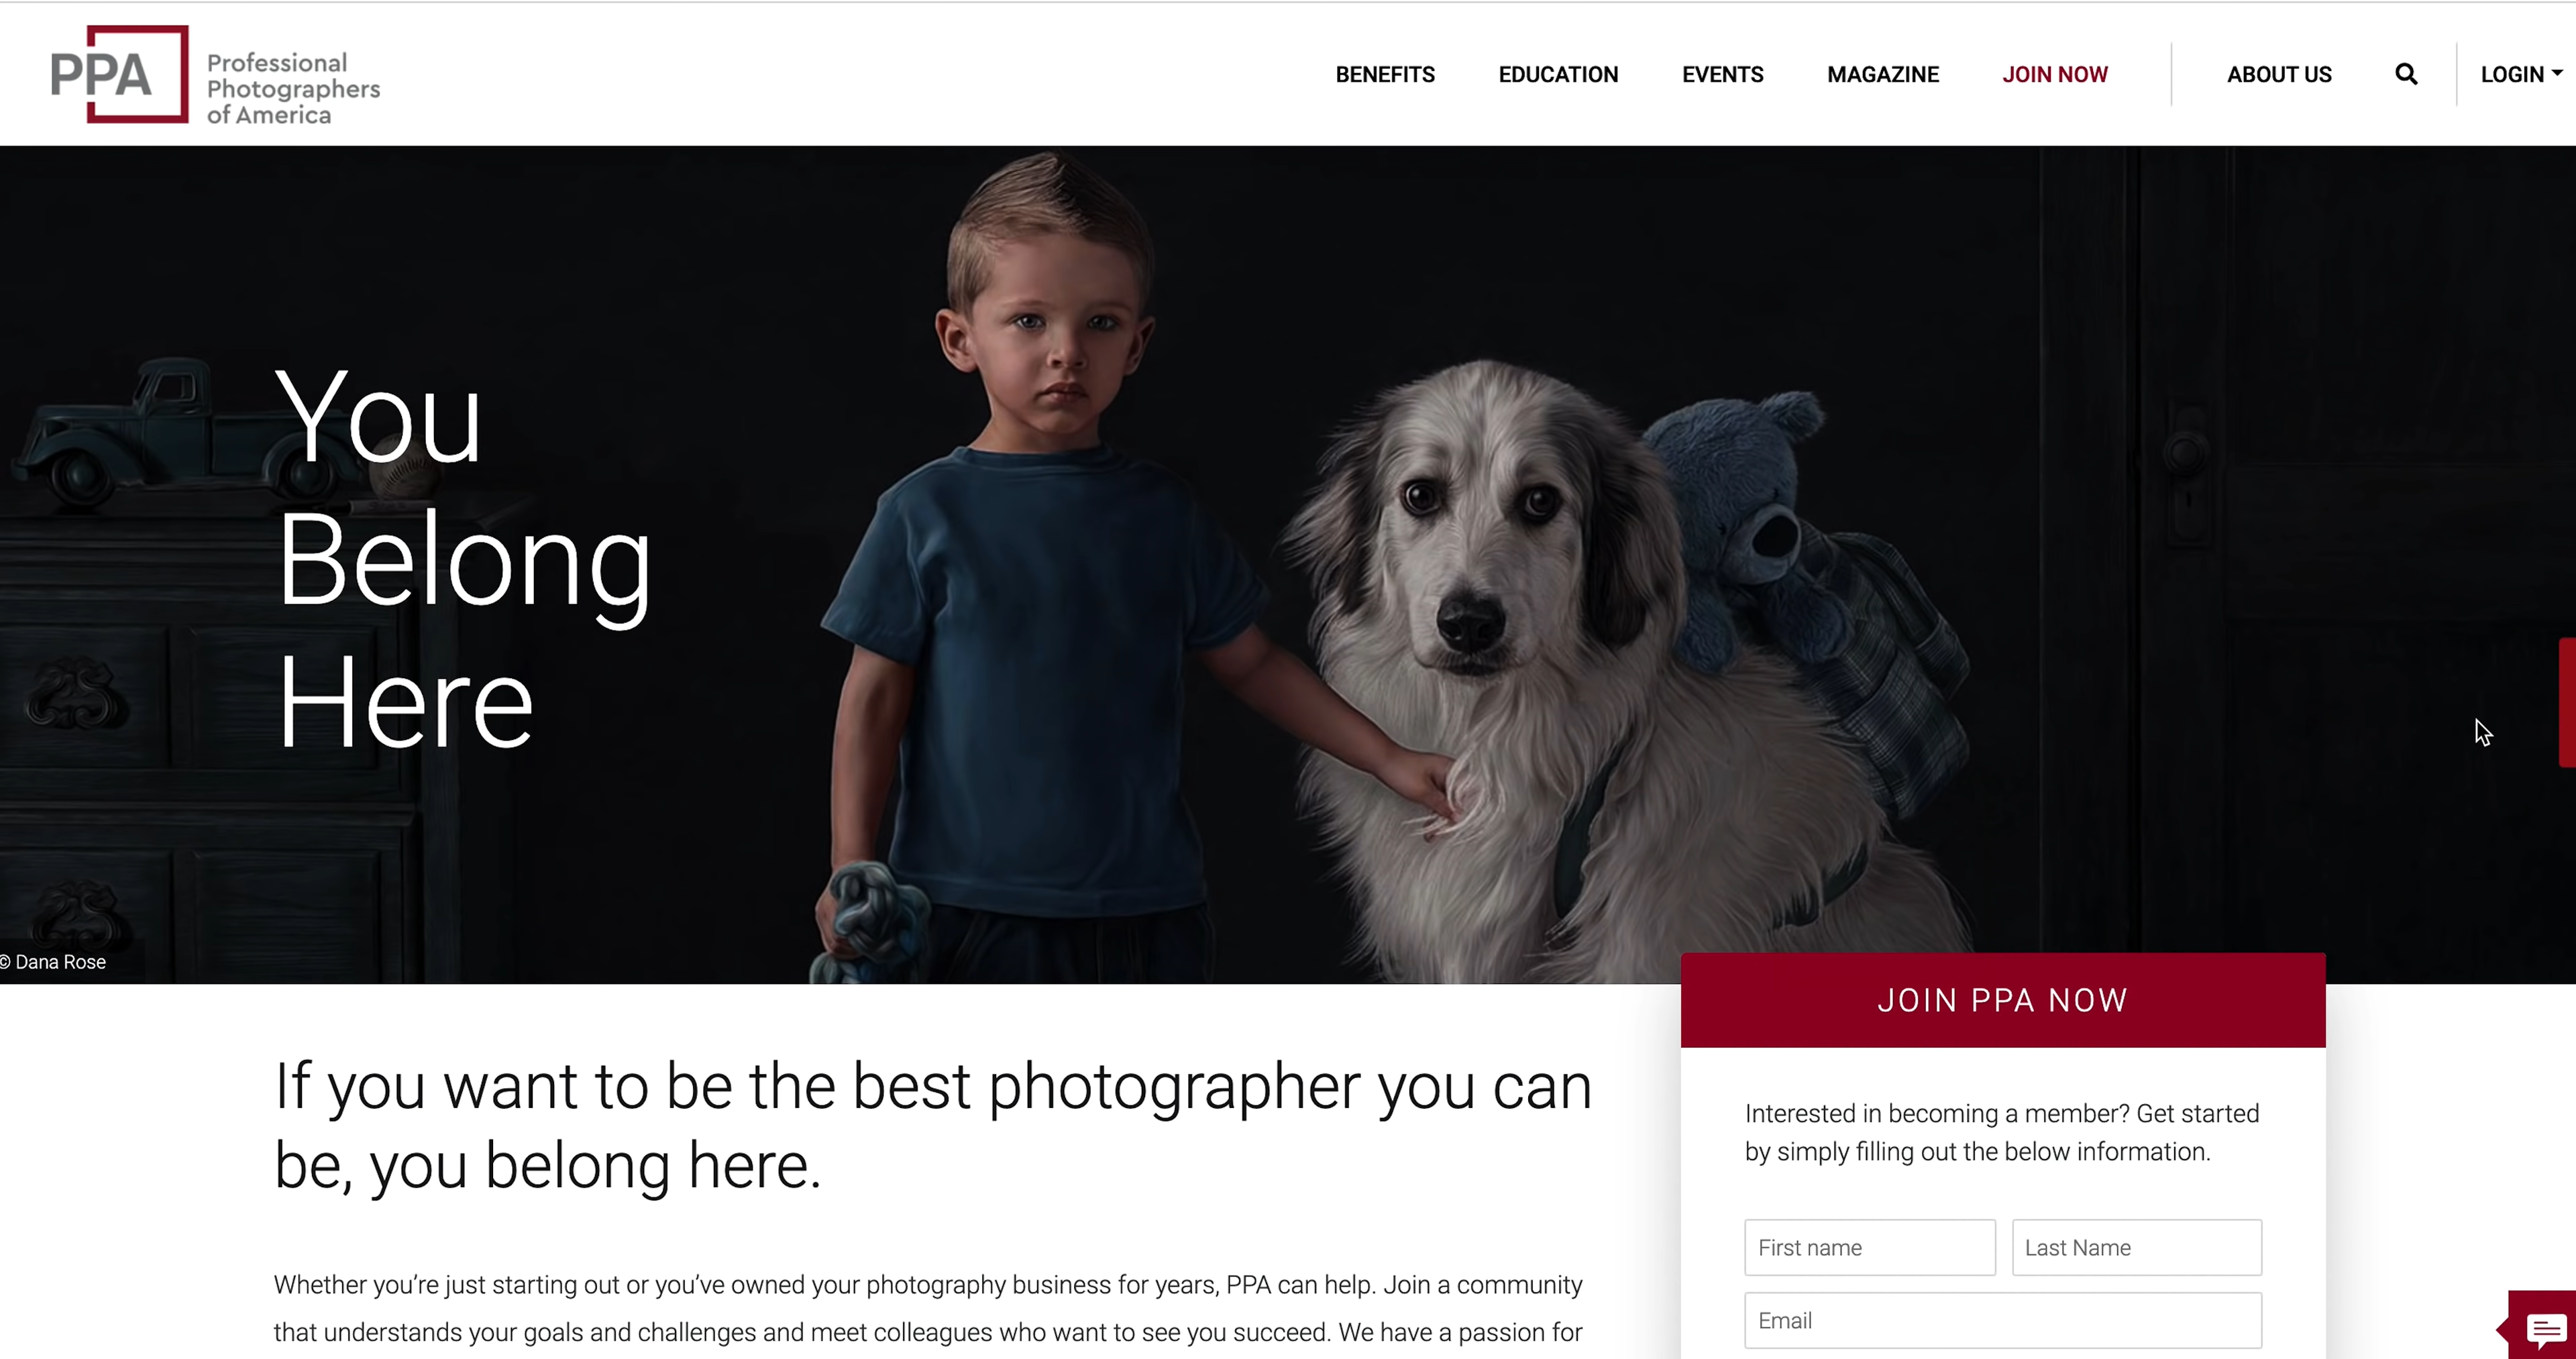 PPA
Professional
Photographers
of America
BENEFITS
EDUCATION
EVENTS
MAGAZINE
JOIN NOW
ABOUT US
LOGIN
You
Belong
Here
© Dana Rose
JOIN PPA NOW
If you want to be the best photographer you can
be, you belong here.
Whether you’re just starting out or you’ve owned your photography business for years, PPA can help. Join a community
that understands your goals and challenges and meet colleagues who want to see you succeed. We have a passion for
Interested in becoming a member? Get started
by simply filling out the below information.
First name
Last Name
Email